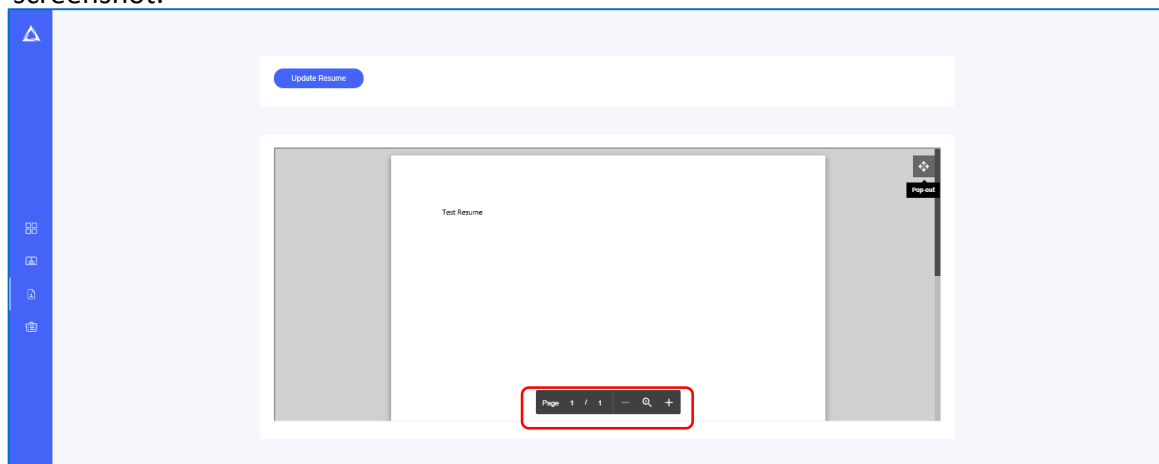 screenshot.
Update Resume
Pop-out
Test Resume
Page 1 / 1